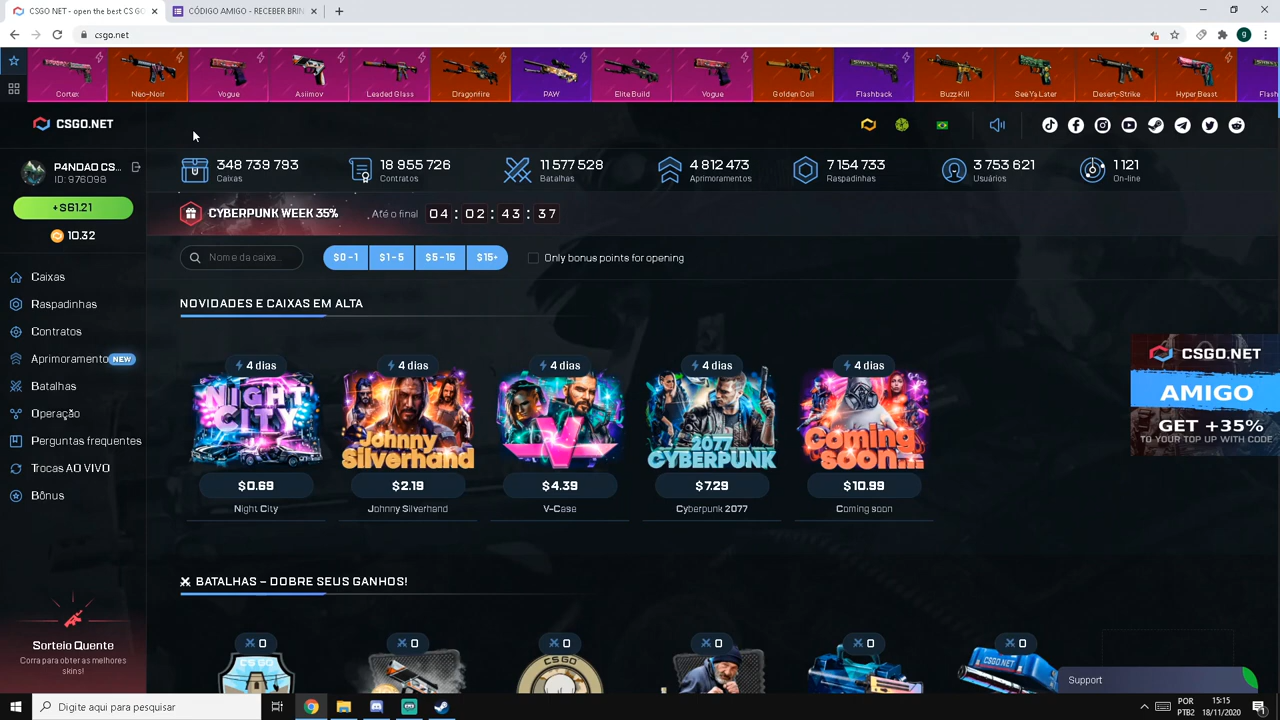 CSGO NET - open the best CS GO
CÓDIGO AMIGO - RECEBER BRIN
csgo.net
g
Cortex
Neo-Noir
Vogue
Asiimov
Leaded Glass
Dragonfire
PAW
Elite Build
Vogue
Golden Coil
Flashback
Buzz Kill
See Ya Later
Desert-Strike
Hyper Beast
Flash
CSGO.NET
P4NDAO CS...
ID: 976098
+$61.21
10.32
348 739 793
Caixas
18 955 726
Contratos
11 577 528
Batalhas
4 812 473
Aprimoramentos
7 154 733
Raspadinhas
3 753 621
Usuários
1 121
On-line
CYBERPUNK WEEK 35%
Até o final
04 : 02 : 43 : 37
Nome da caixa...
$0 - 1
$1 - 5
$5 - 15
$15+
Only bonus points for opening
Caixas
Raspadinhas
Contratos
Aprimoramento NEW
Batalhas
Operação
Perguntas frequentes
Trocas AO VIVO
Bônus
NOVIDADES E CAIXAS EM ALTA
4 dias
4 dias
4 dias
4 dias
4 dias
NIGHT CITY
Johnny Silverhand
V
2077 CYBERPUNK
Coming soon...
$0.69
$2.19
$4.39
$7.29
$10.99
Night City
Johnny Silverhand
V-Case
Cyberpunk 2077
Coming soon
CSGO.NET
AMIGO
GET +35%
TO YOUR TOP UP WITH CODE
BATALHAS – DOBRE SEUS GANHOS!
0
0
0
0
0
0
CS GO
CS GO
CSGO.NET
Sorteio Quente
Corra para obter as melhores
skins!
Support
Digite aqui para pesquisar
POR
PTB2
15:15
18/11/2020
1